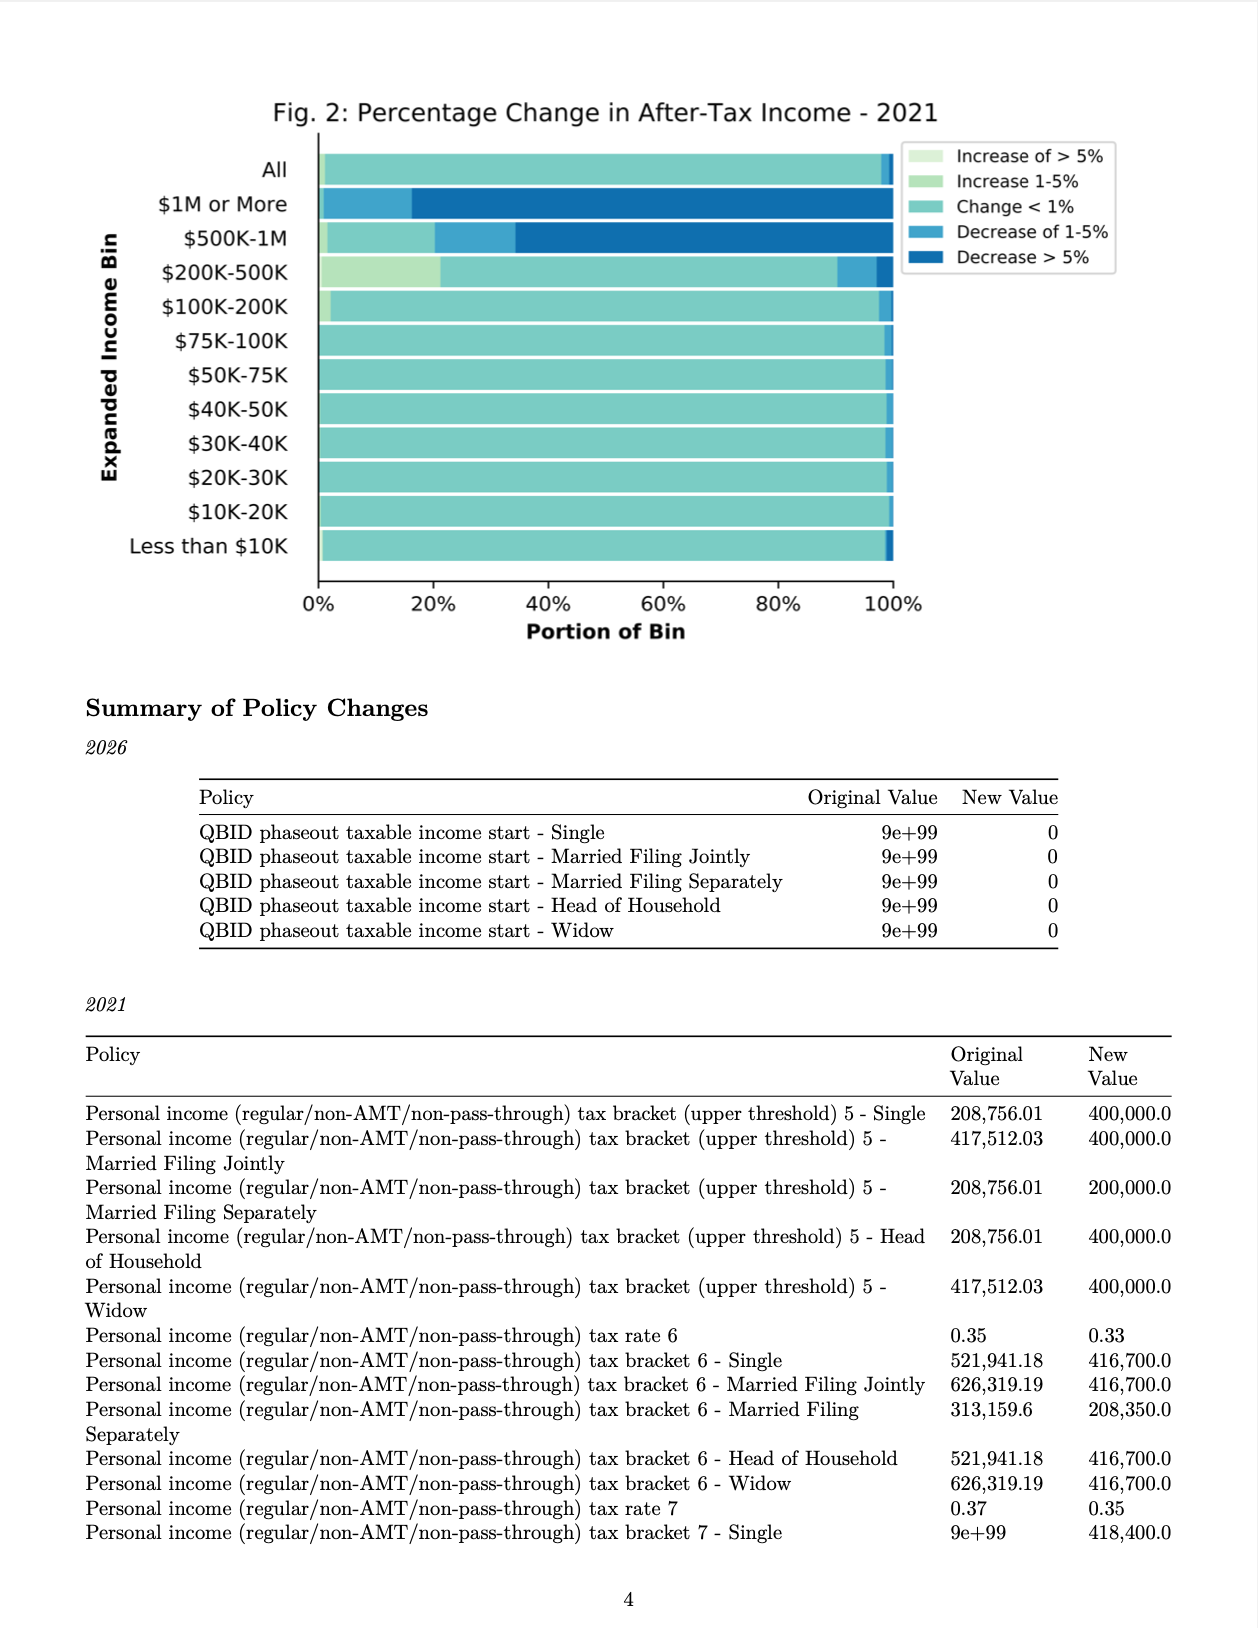 Fig. 2: Percentage Change in After-Tax Income - 2021
Increase of > 5%
Increase 1-5%
Change < 1%
Decrease of 1-5%
Decrease > 5%
Expanded Income Bin
All
$1M or More
$500K-1M
$200K-500K
$100K-200K
$75K-100K
$50K-75K
$40K-50K
$30K-40K
$20K-30K
$10K-20K
Less than $10K
0% 20% 40% 60% 80% 100%
Portion of Bin
Summary of Policy Changes
2026
Policy Original Value New Value
QBID phaseout taxable income start - Single 9e+99 0
QBID phaseout taxable income start - Married Filing Jointly 9e+99 0
QBID phaseout taxable income start - Married Filing Separately 9e+99 0
QBID phaseout taxable income start - Head of Household 9e+99 0
QBID phaseout taxable income start - Widow 9e+99 0
2021
Policy Original New
Value Value
Personal income (regular/non-AMT/non-pass-through) tax bracket (upper threshold) 5 - Single 208,756.01 400,000.0
Personal income (regular/non-AMT/non-pass-through) tax bracket (upper threshold) 5 - 417,512.03 400,000.0
Married Filing Jointly
Personal income (regular/non-AMT/non-pass-through) tax bracket (upper threshold) 5 - 208,756.01 200,000.0
Married Filing Separately
Personal income (regular/non-AMT/non-pass-through) tax bracket (upper threshold) 5 - Head 208,756.01 400,000.0
of Household
Personal income (regular/non-AMT/non-pass-through) tax bracket (upper threshold) 5 - 417,512.03 400,000.0
Widow
Personal income (regular/non-AMT/non-pass-through) tax rate 6 0.35 0.33
Personal income (regular/non-AMT/non-pass-through) tax bracket 6 - Single 521,941.18 416,700.0
Personal income (regular/non-AMT/non-pass-through) tax bracket 6 - Married Filing Jointly 626,319.19 416,700.0
Personal income (regular/non-AMT/non-pass-through) tax bracket 6 - Married Filing 313,159.6 208,350.0
Separately
Personal income (regular/non-AMT/non-pass-through) tax bracket 6 - Head of Household 521,941.18 416,700.0
Personal income (regular/non-AMT/non-pass-through) tax bracket 6 - Widow 626,319.19 416,700.0
Personal income (regular/non-AMT/non-pass-through) tax rate 7 0.37 0.35
Personal income (regular/non-AMT/non-pass-through) tax bracket 7 - Single 9e+99 418,400.0
4